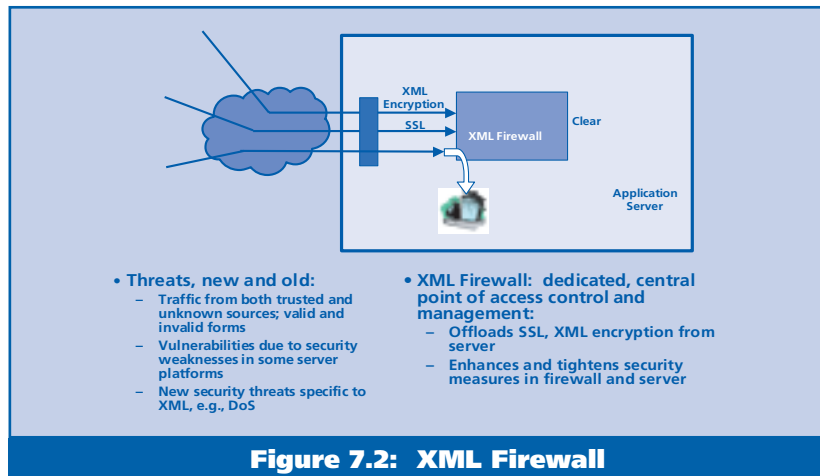 XML
Encryption
SSL
XML Firewall
Clear
Application
Server
• Threats, new and old:
– Traffic from both trusted and
unknown sources; valid and
invalid forms
– Vulnerabilities due to security
weaknesses in some server
platforms
– New security threats specific to
XML, e.g., DoS
• XML Firewall: dedicated, central
point of access control and
management:
– Offloads SSL, XML encryption from
server
– Enhances and tightens security
measures in firewall and server
Figure 7.2: XML Firewall